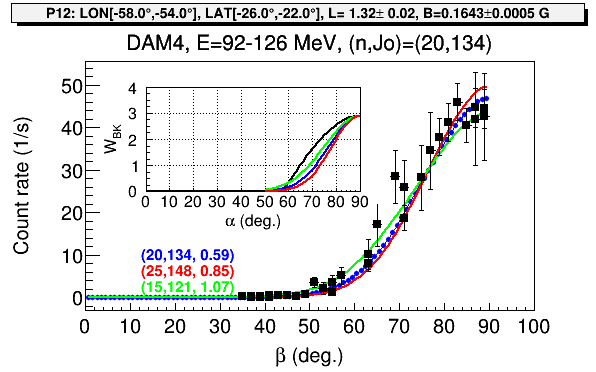 P12: LON[-58.0°,-54.0°], LAT[-26.0°,-22.0°], L= 1.32± 0.02, B=0.1643±0.0005 G
DAM4, E=92-126 MeV, (n,Jo)=(20,134)
Count rate (1/s)
50
40
30
20
10
0
W_BK
4
3
2
1
0
0 10 20 30 40 50 60 70 80 90
α (deg.)
(20,134, 0.59)
(25,148, 0.85)
(15,121, 1.07)
0 10 20 30 40 50 60 70 80 90 100
β (deg.)